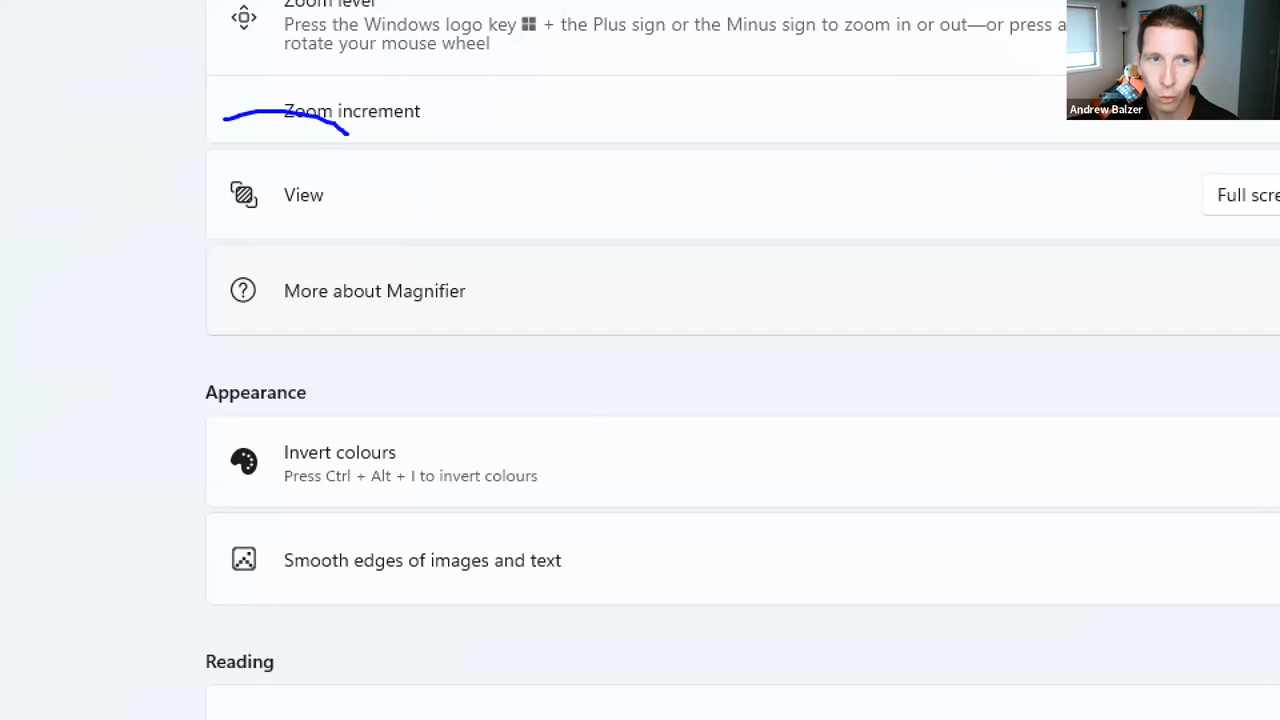 Zoom level
Press the Windows logo key + the Plus sign or the Minus sign to zoom in or out—or press a
rotate your mouse wheel
Andrew Balzer
Zoom increment
View
Full scre
More about Magnifier
Appearance
Invert colours
Press Ctrl + Alt + I to invert colours
Smooth edges of images and text
Reading